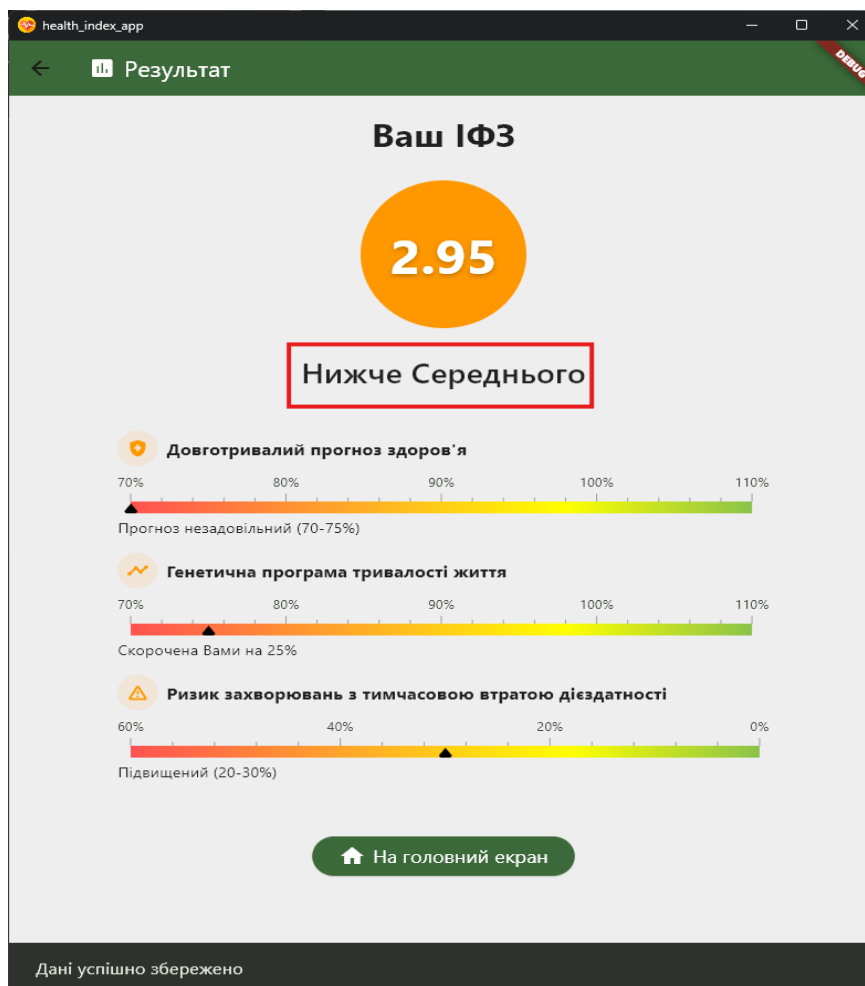 health_index_app
DEBUG
Результат
Ваш ІФЗ
2.95
Нижче Середнього
Довготривалий прогноз здоров'я
70% 80% 90% 100% 110%
Прогноз незадовільний (70-75%)
Генетична програма тривалості життя
70% 80% 90% 100% 110%
Скорочена Вами на 25%
Ризик захворювань з тимчасовою втратою дієздатності
60% 40% 20% 0%
Підвищений (20-30%)
На головний екран
Дані успішно збережено